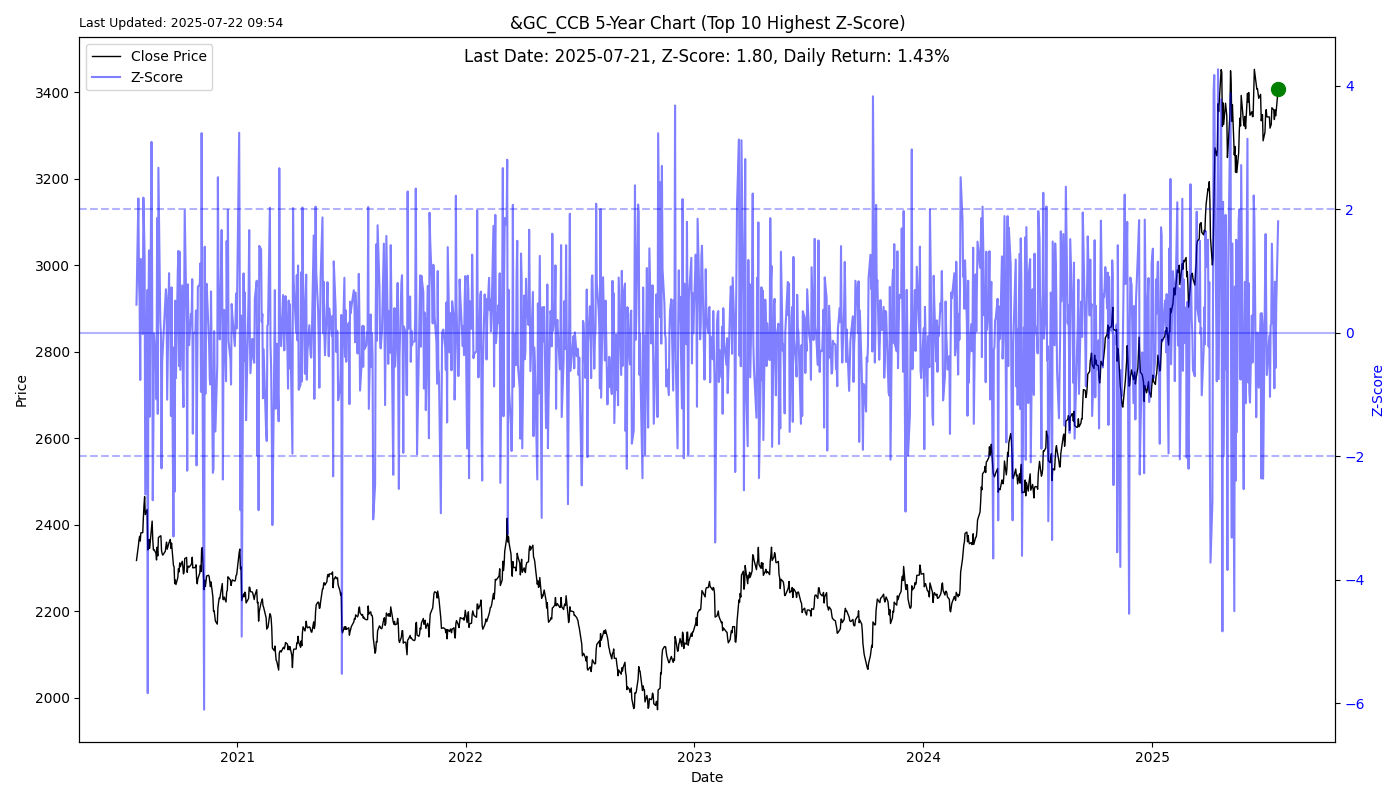 Last Updated: 2025-07-22 09:54
&GC_CCB 5-Year Chart (Top 10 Highest Z-Score)
Last Date: 2025-07-21, Z-Score: 1.80, Daily Return: 1.43%
Close Price
Z-Score
3400
3200
3000
2800
2600
2400
2200
2000
Price
4
2
0
−2
−4
−6
Z-Score
2021
2022
2023
2024
2025
Date